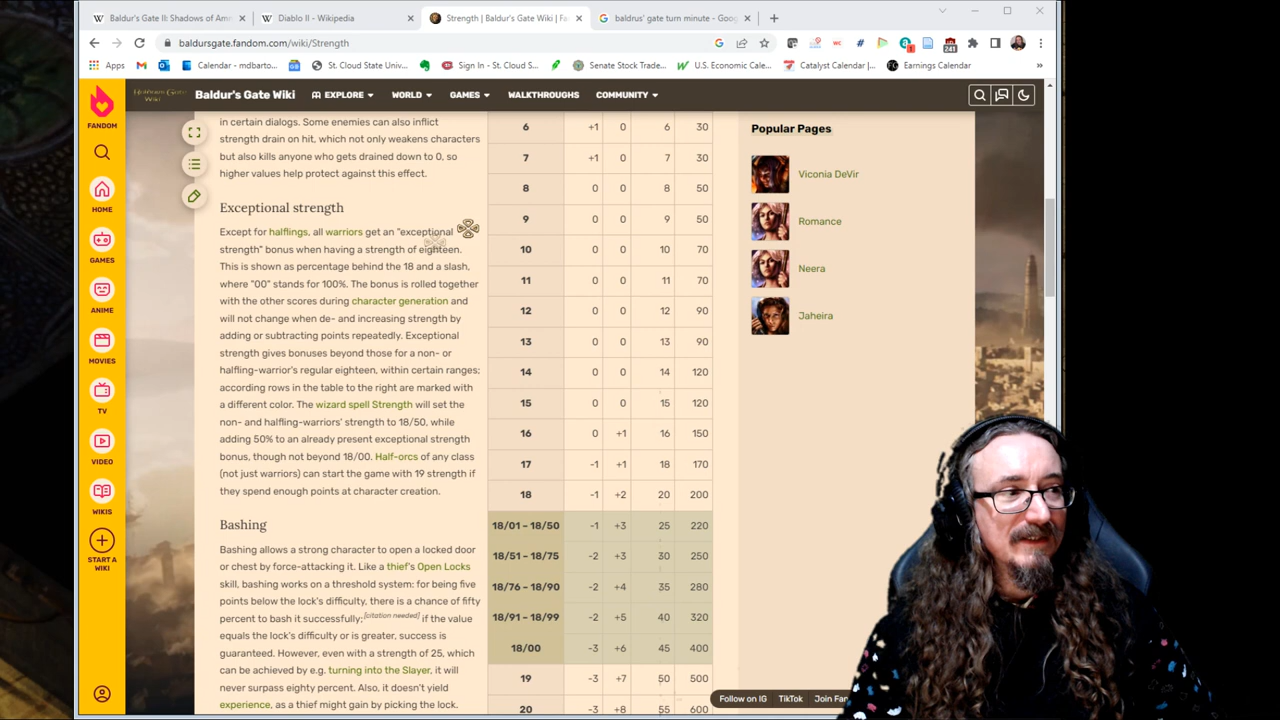 Baldur's Gate II: Shadows of Am
Diablo II - Wikipedia
Strength | Baldur's Gate Wiki | Fa
baldrus' gate turn minute - Goo
baldursgate.fandom.com/wiki/Strength
241
Apps
Calendar - mdbarto...
St. Cloud State Univ...
Sign In - St. Cloud S...
Senate Stock Trade...
U.S. Economic Cale...
Catalyst Calendar |...
Earnings Calendar
»
FANDOM
Baldur's Gate Wiki
EXPLORE
WORLD
GAMES
WALKTHROUGHS
COMMUNITY
HOME
GAMES
ANIME
MOVIES
TV
VIDEO
WIKIS
START A
WIKI
in certain dialogs. Some enemies can also inflict
strength drain on hit, which not only weakens characters
but also kills anyone who gets drained down to 0, so
higher values help protect against this effect.
Exceptional strength
Except for halflings, all warriors get an "exceptional
strength" bonus when having a strength of eighteen.
This is shown as percentage behind the 18 and a slash,
where "00" stands for 100%. The bonus is rolled together
with the other scores during character generation and
will not change when de- and increasing strength by
adding or subtracting points repeatedly. Exceptional
strength gives bonuses beyond those for a non- or
halfling-warrior's regular eighteen, within certain ranges;
according rows in the table to the right are marked with
a different color. The wizard spell Strength will set the
non- and halfling-warriors' strength to 18/50, while
adding 50% to an already present exceptional strength
bonus, though not beyond 18/00. Half-orcs of any class
(not just warriors) can start the game with 19 strength if
they spend enough points at character creation.
Bashing
Bashing allows a strong character to open a locked door
or chest by force-attacking it. Like a thief's Open Locks
skill, bashing works on a threshold system: for being five
points below the lock's difficulty, there is a chance of fifty
percent to bash it successfully;[citation needed] if the value
equals the lock's difficulty or is greater, success is
guaranteed. However, even with a strength of 25, which
can be achieved by e.g. turning into the Slayer, it will
never surpass eighty percent. Also, it doesn't yield
experience, as a thief might gain by picking the lock.
6 +1 0 6 30
7 +1 0 7 30
8 0 0 8 50
9 0 0 9 50
10 0 0 10 70
11 0 0 11 70
12 0 0 12 90
13 0 0 13 90
14 0 0 14 120
15 0 0 15 120
16 0 +1 16 150
17 -1 +1 18 170
18 -1 +2 20 200
18/01 – 18/50 -1 +3 25 220
18/51 – 18/75 -2 +3 30 250
18/76 – 18/90 -2 +4 35 280
18/91 – 18/99 -2 +5 40 320
18/00 -3 +6 45 400
19 -3 +7 50 500
20 -3 +8 55 600
Popular Pages
Viconia DeVir
Romance
Neera
Jaheira
Follow on IG
TikTok
Join Fan